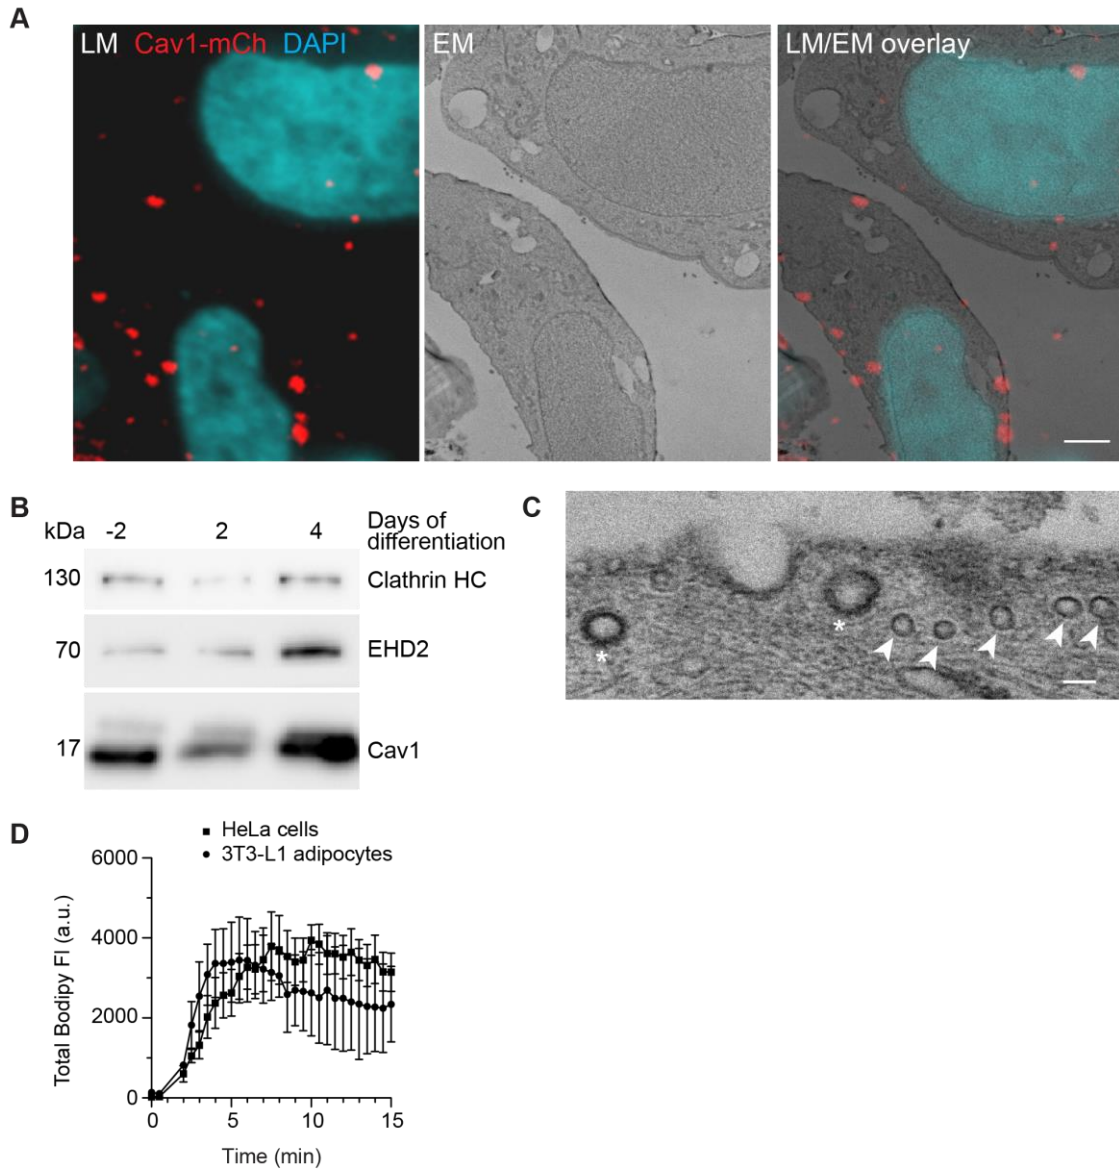 A
LM Cav1-mCh DAPI
EM
LM/EM overlay
B
kDa
-2 2 4
Days of
differentiation
130
Clathrin HC
70
EHD2
17
Cav1
C
*
*
D
HeLa cells
3T3-L1 adipocytes
Total Bodipy FI (a.u.)
6000
4000
2000
0
0 5 10 15
Time (min)